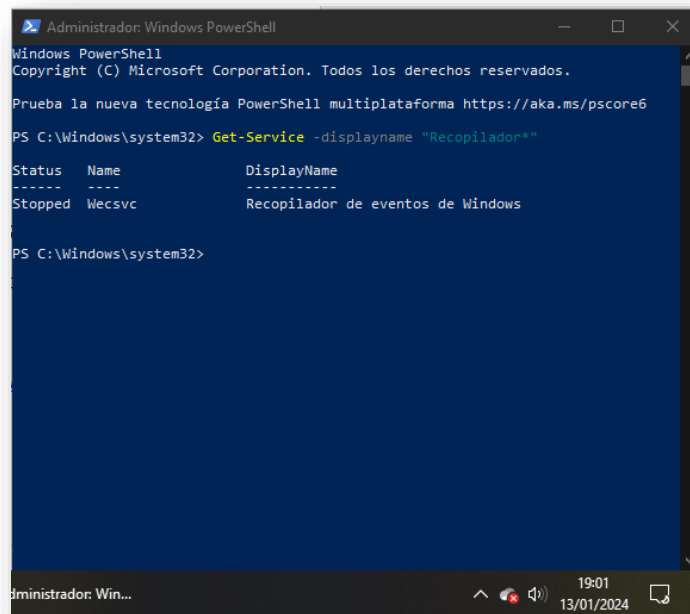 Administrador: Windows PowerShell
Windows PowerShell
Copyright (C) Microsoft Corporation. Todos los derechos reservados.
Prueba la nueva tecnología PowerShell multiplataforma https://aka.ms/pscore6
PS C:\Windows\system32> Get-Service -displayname "Recopilador*"
Status Name DisplayName
------ ---- -----------
Stopped Wecsvc Recopilador de eventos de Windows
PS C:\Windows\system32>
dministrador: Win...
19:01
13/01/2024